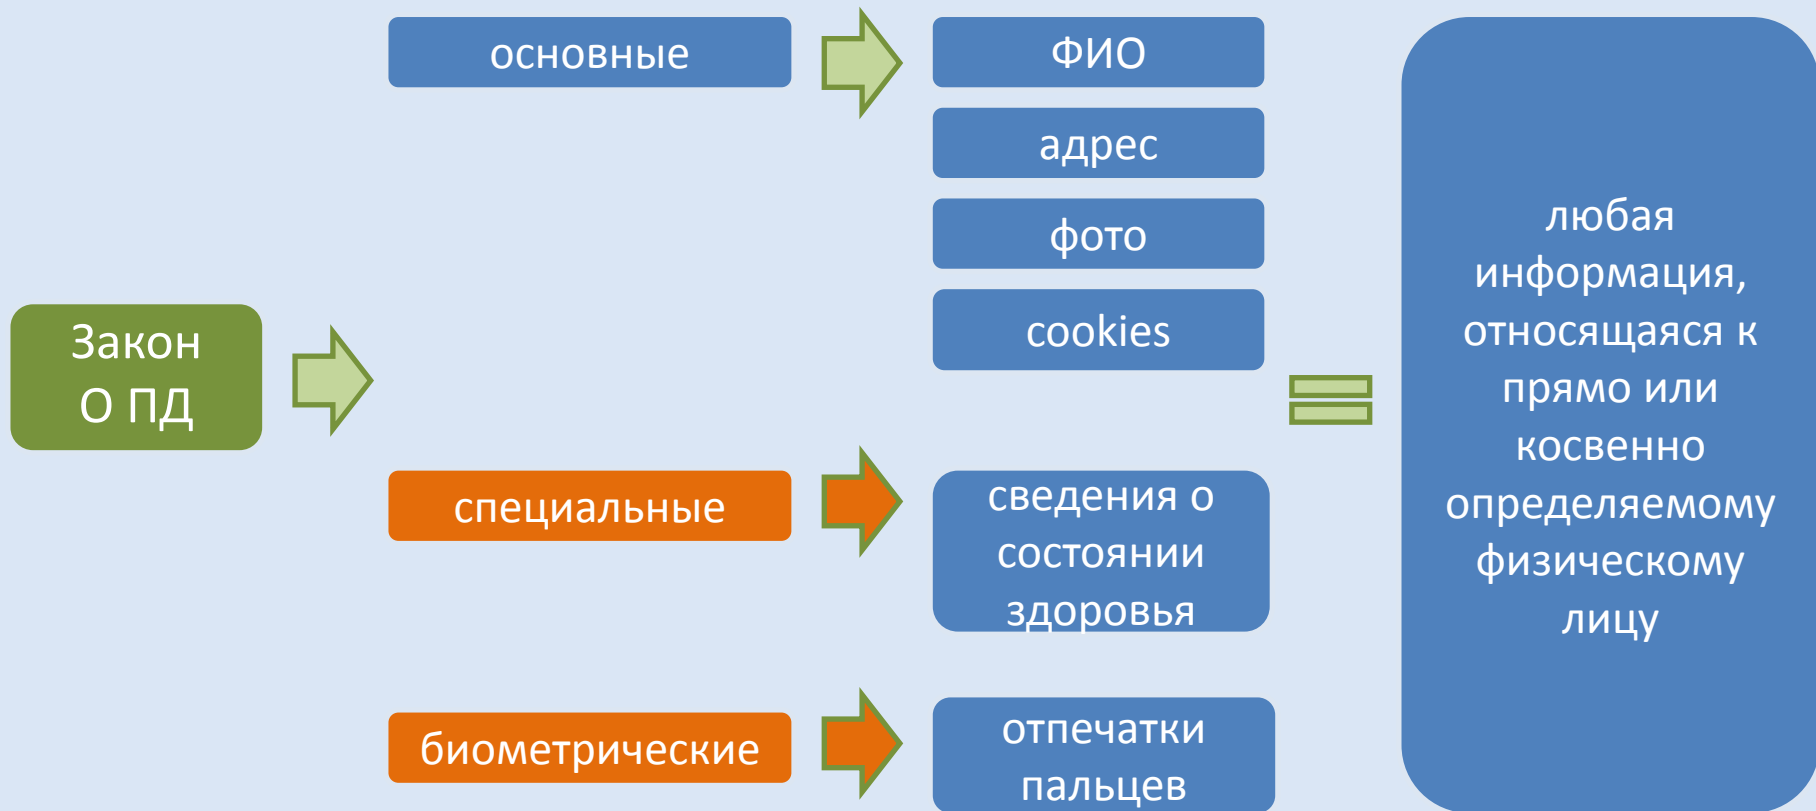 основные
ФИО
адрес
фото
cookies
Закон
О ПД
специальные
сведения о
состоянии
здоровья
биометрические
отпечатки
пальцев
любая
информация,
относящаяся к
прямо или
косвенно
определяемому
физическому
лицу